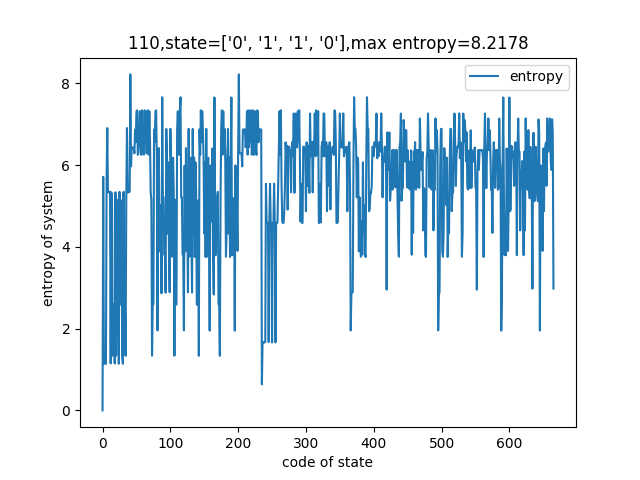 110,state=['0', '1', '1', '0'],max entropy=8.2178
entropy
8
6
4
2
0
entropy of system
0 100 200 300 400 500 600
code of state